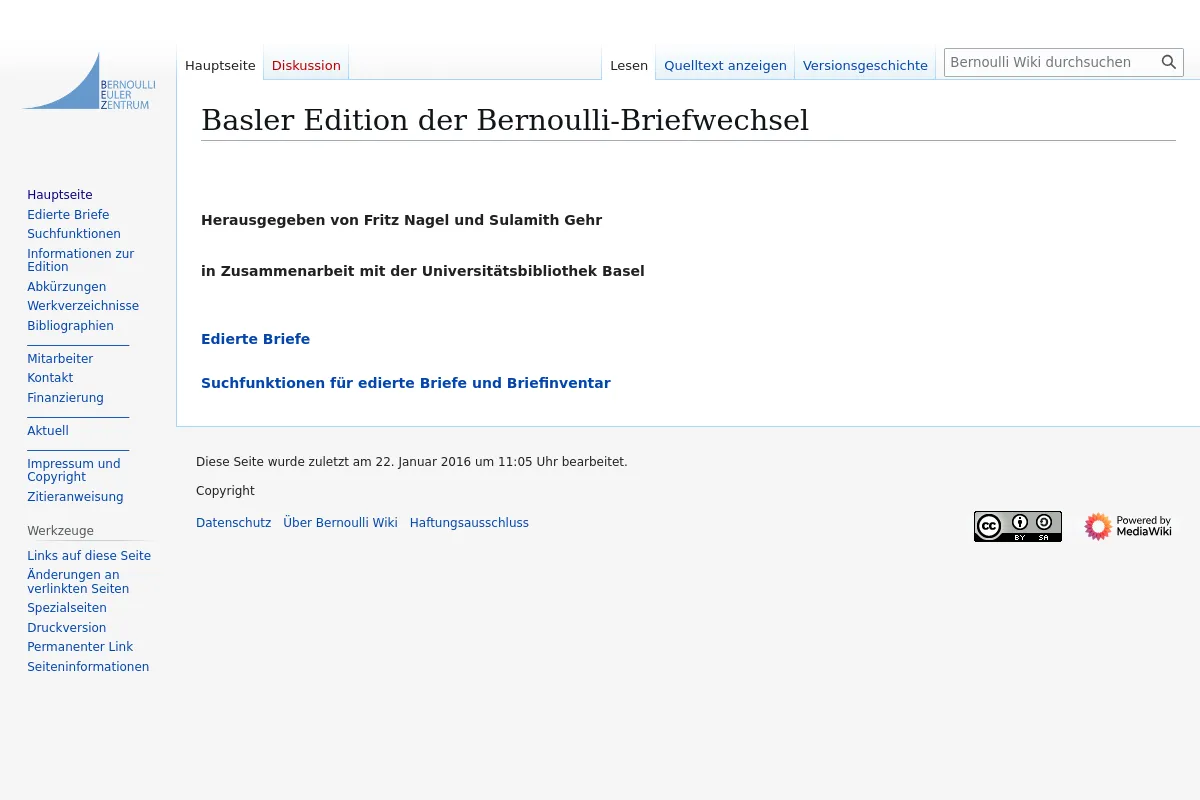 BERNOULLI
EULER
ZENTRUM
Hauptseite
Diskussion
Lesen
Quelltext anzeigen
Versionsgeschichte
Bernoulli Wiki durchsuchen
Basler Edition der Bernoulli-Briefwechsel
Herausgegeben von Fritz Nagel und Sulamith Gehr
in Zusammenarbeit mit der Universitätsbibliothek Basel
Edierte Briefe
Suchfunktionen für edierte Briefe und Briefinventar
Hauptseite
Edierte Briefe
Suchfunktionen
Informationen zur
Edition
Abkürzungen
Werkverzeichnisse
Bibliographien
Mitarbeiter
Kontakt
Finanzierung
Aktuell
Impressum und
Copyright
Zitieranweisung
Werkzeuge
Links auf diese Seite
Änderungen an
verlinkten Seiten
Spezialseiten
Druckversion
Permanenter Link
Seiteninformationen
Diese Seite wurde zuletzt am 22. Januar 2016 um 11:05 Uhr bearbeitet.
Copyright
Datenschutz
Über Bernoulli Wiki
Haftungsausschluss
cc BY SA
Powered by
MediaWiki